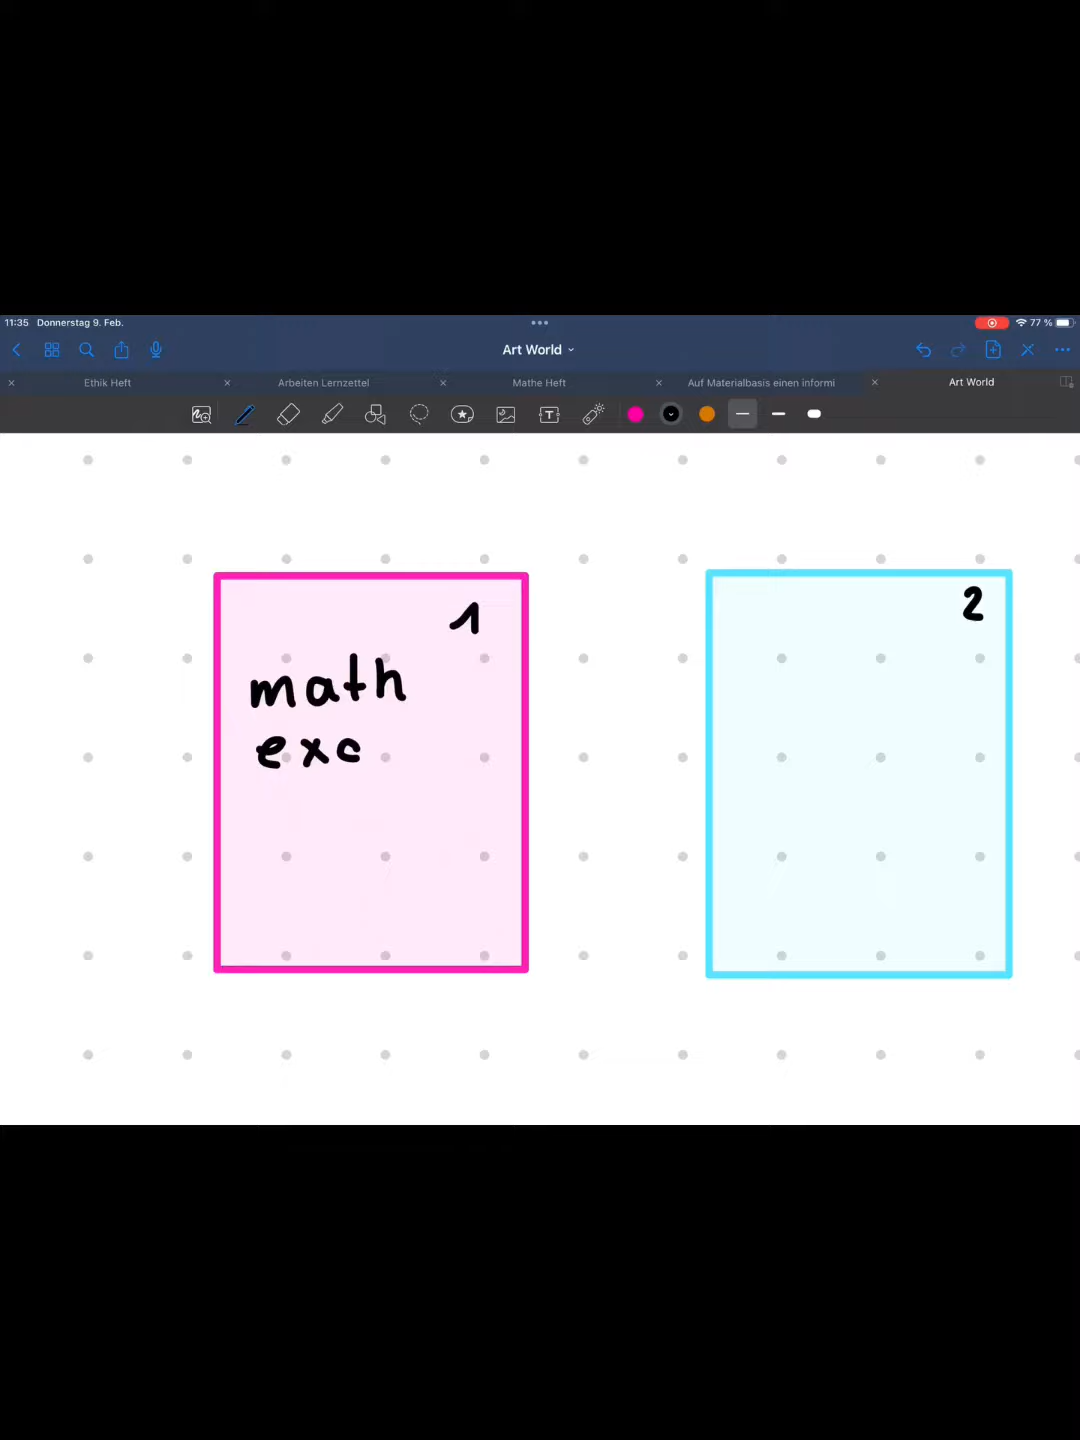 11:35 Donnerstag 9. Feb.
77 %
Art World
Ethik Heft
Arbeiten Lernzettel
Mathe Heft
Auf Materialbasis einen informi
Art World
T
1
math
exc
2